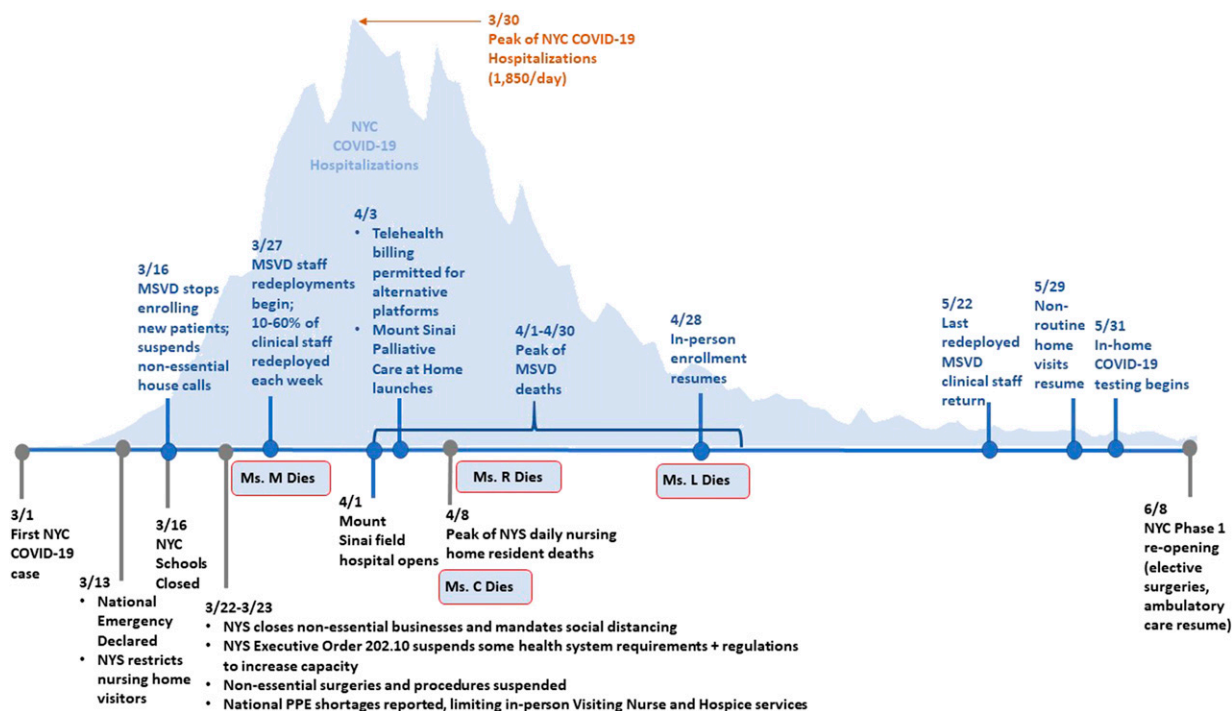 3/30
Peak of NYC COVID-19
Hospitalizations
(1,850/day)
NYC
COVID-19
Hospitalizations
3/16
MSVD stops
enrolling
new patients;
suspends
non-essential
house calls
3/27
MSVD staff
redeployments
begin;
10-60% of
clinical staff
redeployed
each week
4/3
• Telehealth
billing
permitted for
alternative
platforms
• Mount Sinai
Palliative
Care at Home
launches
4/1-4/30
Peak of
MSVD
deaths
4/28
In-person
enrollment
resumes
5/22
Last
redeployed
MSVD
clinical staff
return
5/29
Non-
routine
home
visits
resume
5/31
In-home
COVID-19
testing begins
Ms. M Dies
Ms. R Dies
Ms. L Dies
3/1
First NYC
COVID-19
case
3/13
• National
Emergency
Declared
• NYS restricts
nursing home
visitors
3/16
NYC
Schools
Closed
3/22-3/23
• NYS closes non-essential businesses and mandates social distancing
• NYS Executive Order 202.10 suspends some health system requirements + regulations
to increase capacity
• Non-essential surgeries and procedures suspended
• National PPE shortages reported, limiting in-person Visiting Nurse and Hospice services
4/1
Mount
Sinai field
hospital opens
4/8
Peak of NYS daily nursing
home resident deaths
Ms. C Dies
6/8
NYC Phase 1
re-opening
(elective
surgeries,
ambulatory
care resume)